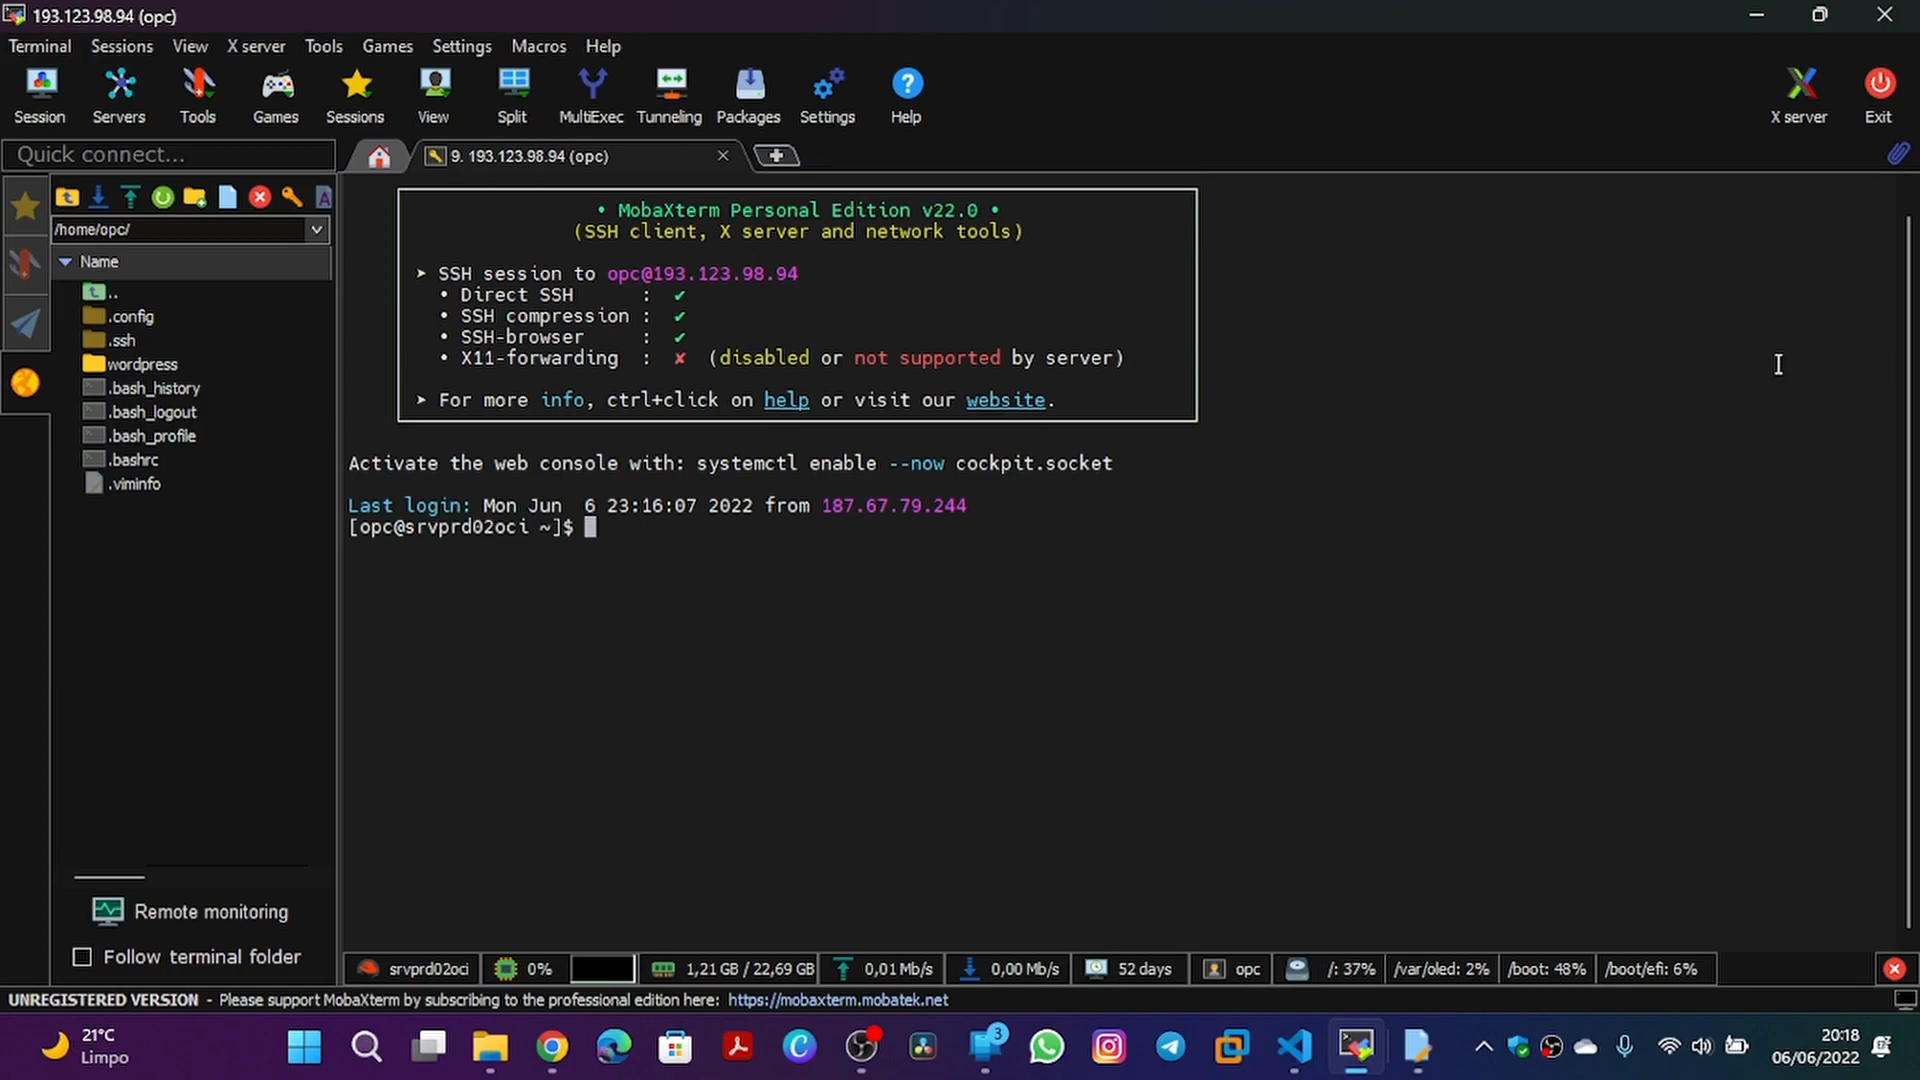 193.123.98.94 (opc)
Terminal Sessions View X server Tools Games Settings Macros Help
Session Servers Tools Games Sessions View Split MultiExec Tunneling Packages Settings Help X server Exit
Quick connect...
9. 193.123.98.94 (opc)
/home/opc/
Name
..
.config
.ssh
wordpress
.bash_history
.bash_logout
.bash_profile
.bashrc
.viminfo
Remote monitoring
Follow terminal folder
• MobaXterm Personal Edition v22.0 •
(SSH client, X server and network tools)
➤ SSH session to opc@193.123.98.94
• Direct SSH : ✔
• SSH compression : ✔
• SSH-browser : ✔
• X11-forwarding : ✘ (disabled or not supported by server)
➤ For more info, ctrl+click on help or visit our website.
Activate the web console with: systemctl enable --now cockpit.socket
Last login: Mon Jun  6 23:16:07 2022 from 187.67.79.244
[opc@srvprd02oci ~]$
srvprd02oci 0% 1,21 GB / 22,69 GB 0,01 Mb/s 0,00 Mb/s 52 days opc /: 37% /var/oled: 2% /boot: 48% /boot/efi: 6%
UNREGISTERED VERSION - Please support MobaXterm by subscribing to the professional edition here: https://mobaxterm.mobatek.net
21°C
Limpo
3
20:18
06/06/2022